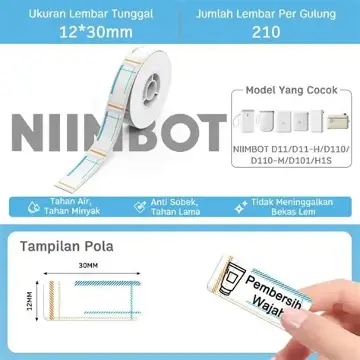 Ukuran Lembar Tunggal
12*30mm
Jumlah Lembar Per Gulung
210
NIIMBOT
Model Yang Cocok
NIIMBOT D11/D11-H/D110/
D110-M/D101/H1S
Tahan Air,
Tahan Minyak
Anti Sobek,
Tahan Lama
Tidak Meninggalkan
Bekas Lem
Tampilan Pola
30MM
12MM
Pembersih
Wajah